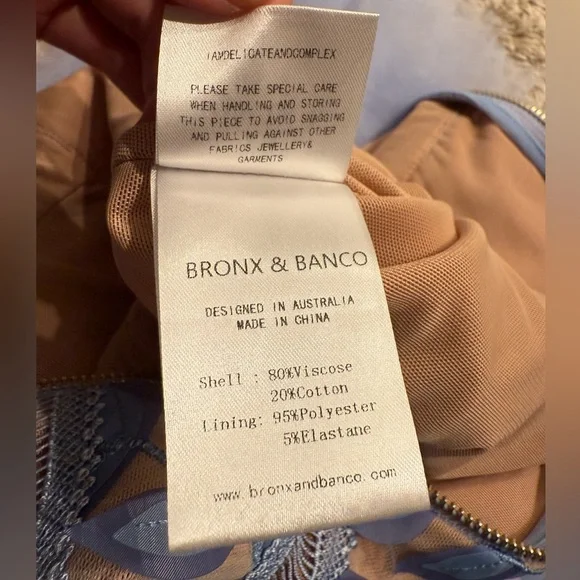 IAMDELICATEANDCOMPLEX
PLEASE TAKE SPECIAL CARE
WHEN HANDLING AND STORING
THIS PIECE TO AVOID SNAGGING
AND PULLING AGAINST OTHER
FABRICS JEWELLERY&
GARMENTS
BRONX & BANCO
DESIGNED IN AUSTRALIA
MADE IN CHINA
Shell : 80%Viscose
20%Cotton
Lining: 95%Polyester
5%Elastane
www.bronxandbanco.com